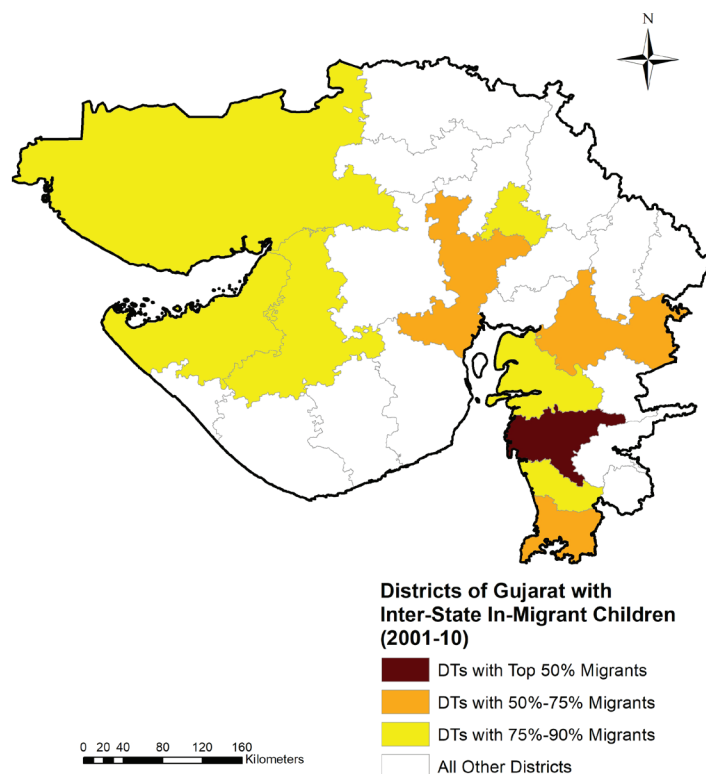 N
Districts of Gujarat with
Inter-State In-Migrant Children
(2001-10)
DTs with Top 50% Migrants
DTs with 50%-75% Migrants
DTs with 75%-90% Migrants
All Other Districts
0 20 40 80 120 160
Kilometers